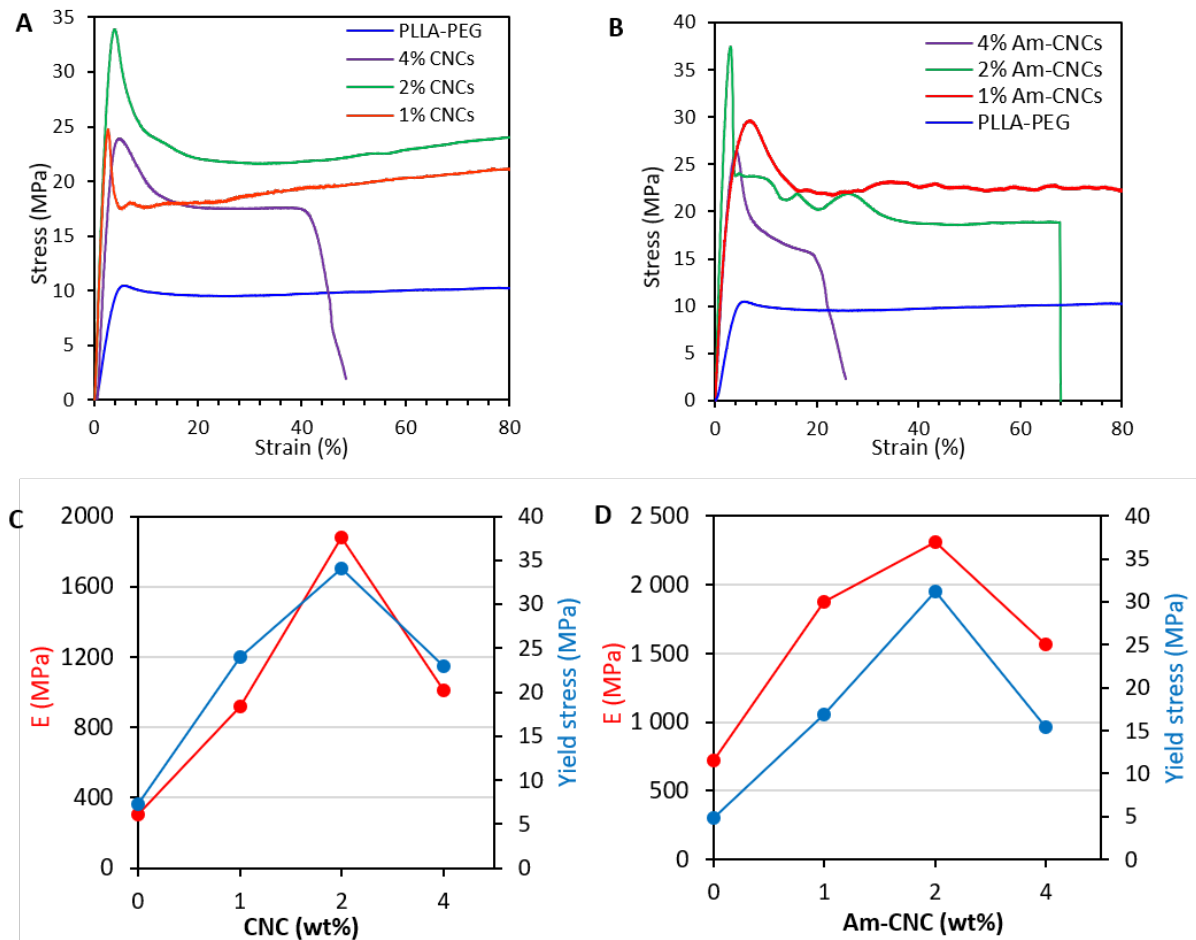 A
35
30
25
20
15
10
5
0
Stress (MPa)
PLLA-PEG
4% CNCs
2% CNCs
1% CNCs
0 20 40 60 80
Strain (%)
B
40
35
30
25
20
15
10
5
0
Stress (MPa)
4% Am-CNCs
2% Am-CNCs
1% Am-CNCs
PLLA-PEG
0 20 40 60 80
Strain (%)
C
2000
1600
1200
800
400
0
E (MPa)
40
35
30
25
20
15
10
5
0
Yield stress (MPa)
0 1 2 4
CNC (wt%)
D
2 500
2 000
1 500
1 000
500
0
E (MPa)
40
35
30
25
20
15
10
5
0
Yield stress (MPa)
0 1 2 4
Am-CNC (wt%)